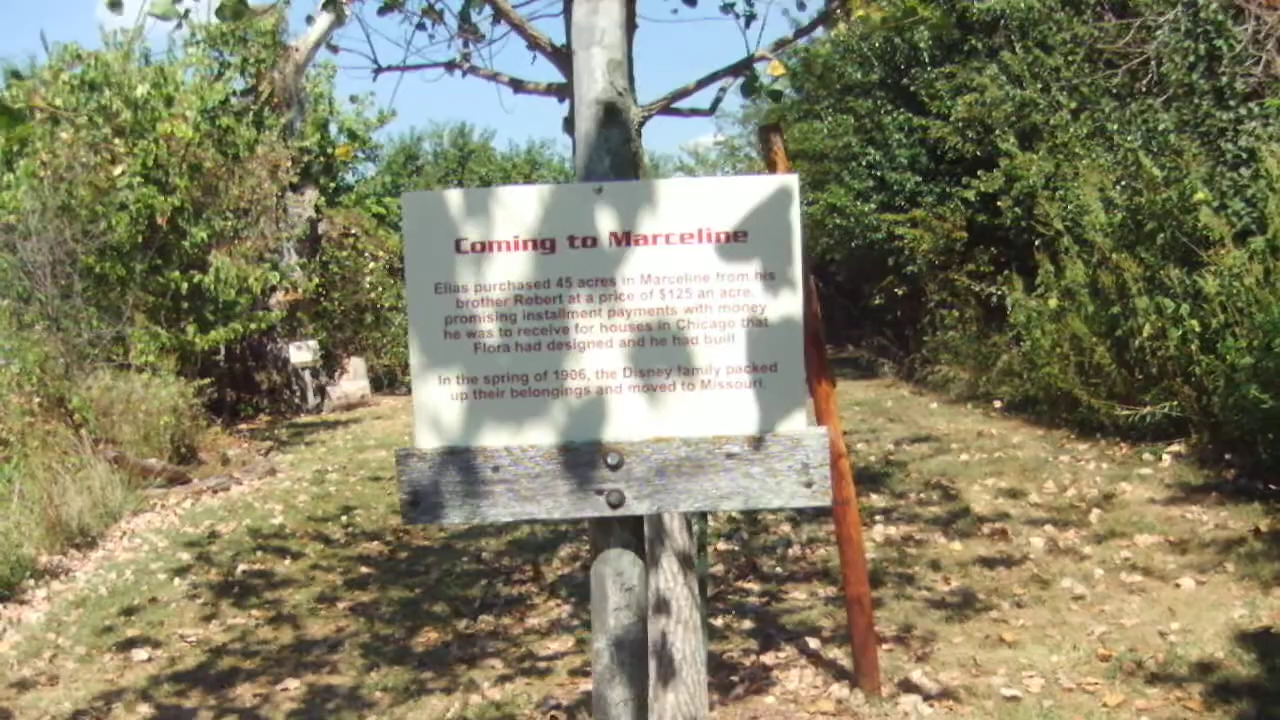 Coming to Marceline
Elias purchased 45 acres in Marceline from his
brother Robert at a price of $125 an acre,
promising installment payments with money
he was to receive for houses in Chicago that
Flora had designed and he had built.
In the spring of 1906, the Disney family packed
up their belongings and moved to Missouri.